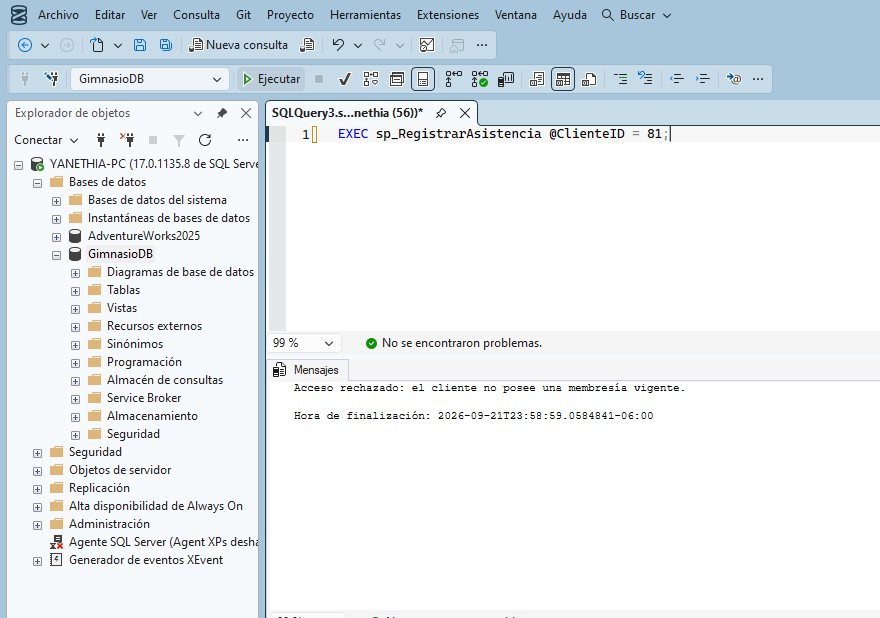 Archivo Editar Ver Consulta Git Proyecto Herramientas Extensiones Ventana Ayuda Buscar
Nueva consulta
GimnasioDB Ejecutar
Explorador de objetos
Conectar
YANETHIA-PC (17.0.1135.8 de SQL Serve
Bases de datos
Bases de datos del sistema
Instantáneas de bases de datos
AdventureWorks2025
GimnasioDB
Diagramas de base de datos
Tablas
Vistas
Recursos externos
Sinónimos
Programación
Almacén de consultas
Service Broker
Almacenamiento
Seguridad
Seguridad
Objetos de servidor
Replicación
Alta disponibilidad de Always On
Administración
Agente SQL Server (Agent XPs desha
Generador de eventos XEvent
SQLQuery3.s...nethia (56))*
1 EXEC sp_RegistrarAsistencia @ClienteID = 81;
99 % No se encontraron problemas.
Mensajes
Acceso rechazado: el cliente no posee una membresía vigente.
Hora de finalización: 2026-09-21T23:58:59.0584841-06:00